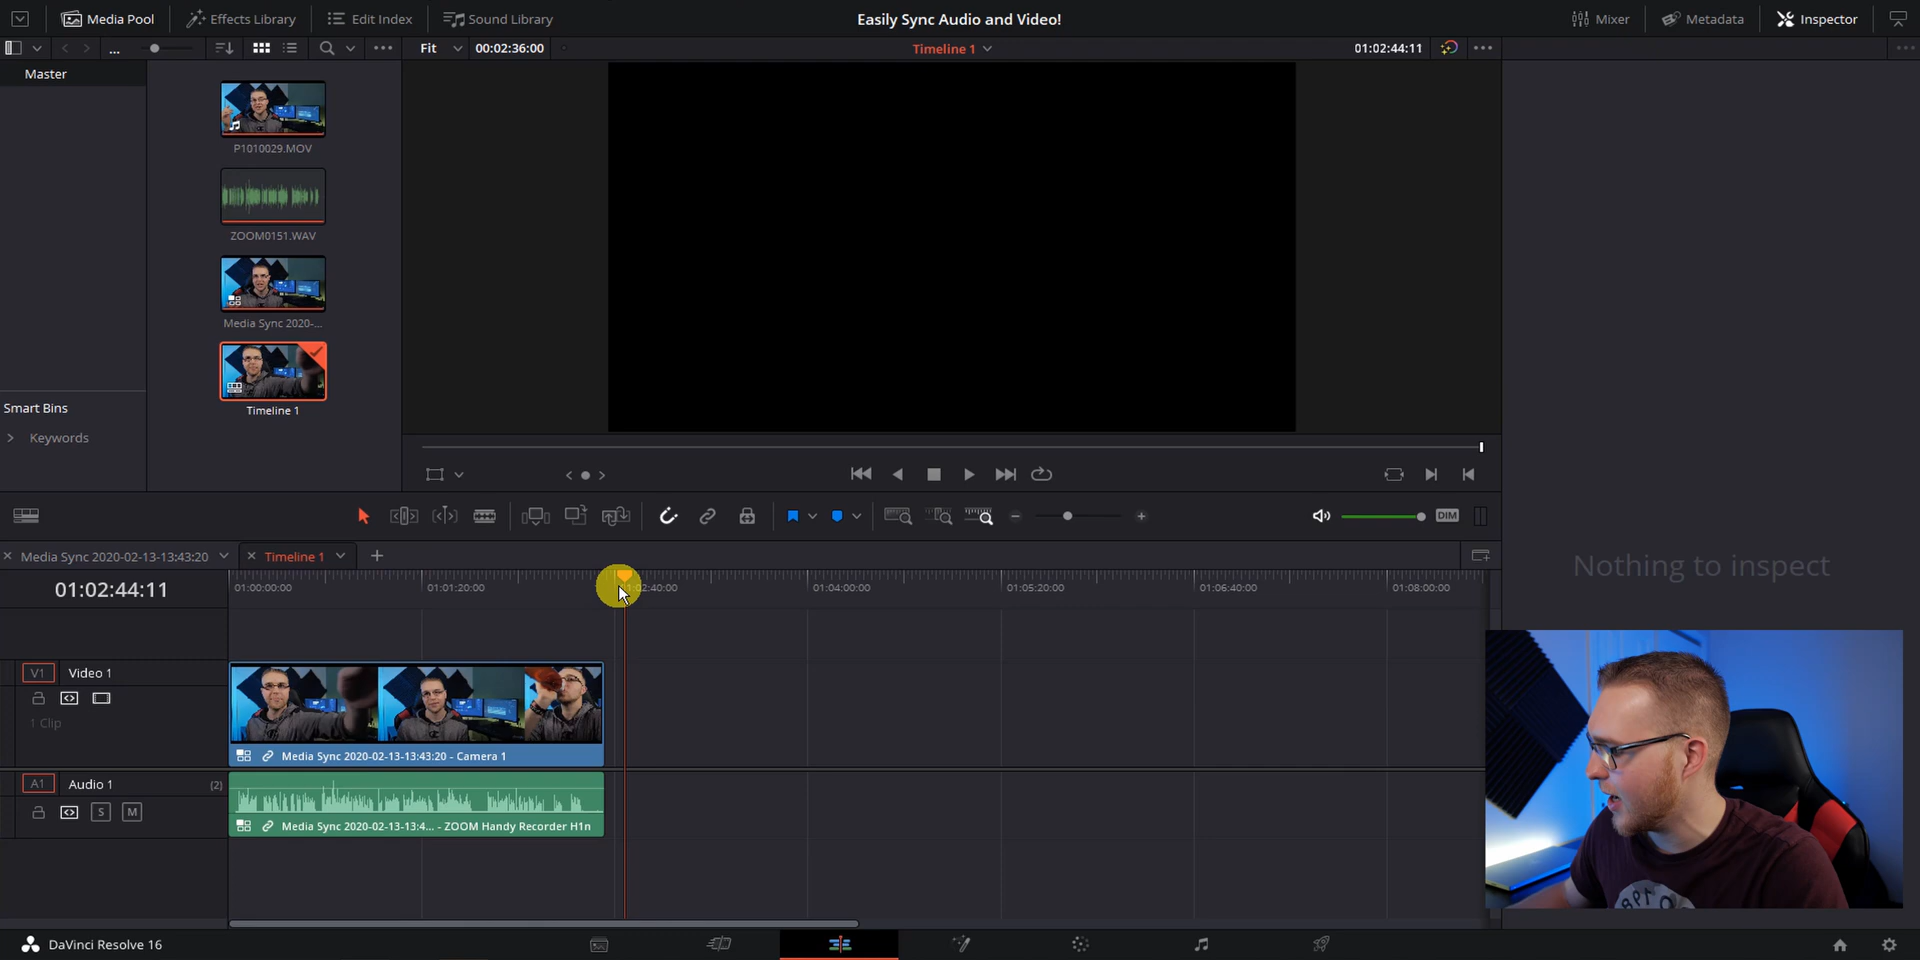 Media Pool
Effects Library
Edit Index
Sound Library
Easily Sync Audio and Video!
Mixer
Metadata
Inspector
...
Fit
00:02:36:00
Timeline 1
01:02:44:11
Master
P1010029.MOV
ZOOM0151.WAV
Media Sync 2020-...
Timeline 1
Smart Bins
Keywords
DIM
Media Sync 2020-02-13-13:43:20
Timeline 1
01:02:44:11
01:00:00:00
01:01:20:00
01:04:00:00
01:05:20:00
01:06:40:00
01:08:00:00
Nothing to inspect
V1
Video 1
1 Clip
Media Sync 2020-02-13-13:43:20 - Camera 1
A1
Audio 1
(2)
S
M
Media Sync 2020-02-13-13:4... - ZOOM Handy Recorder H1n
DaVinci Resolve 16